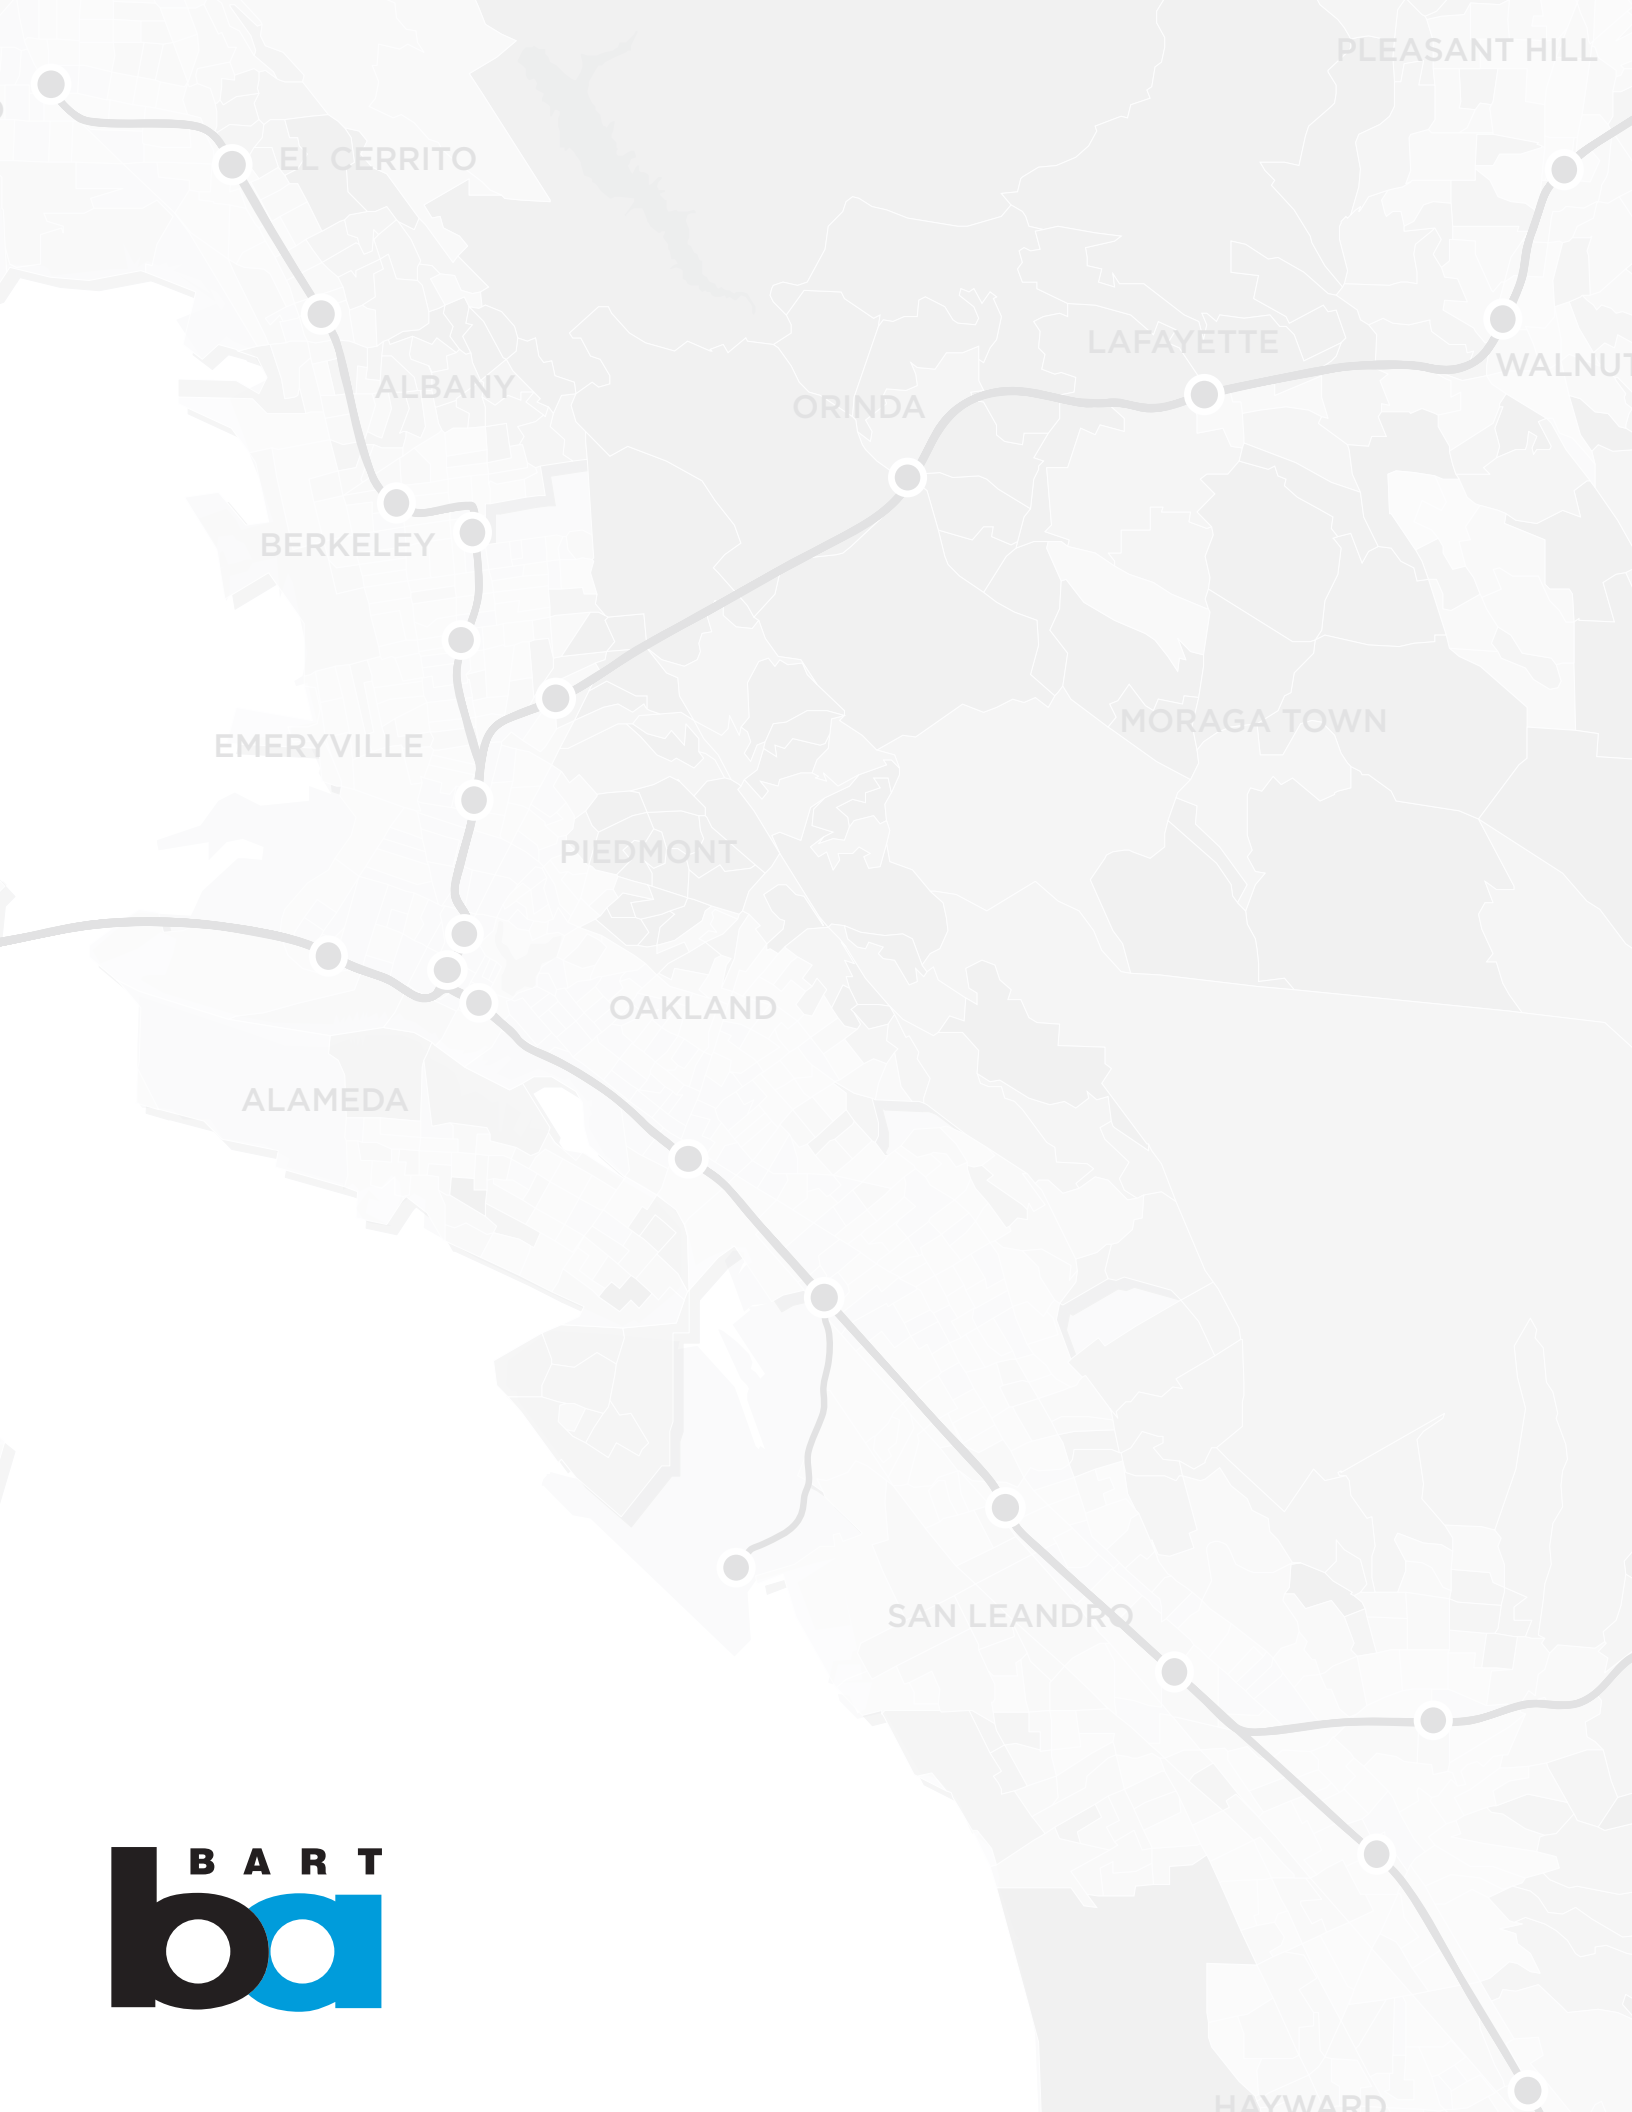 PLEASANT HILL
EL CERRITO
LAFAYETTE
WALNUT
ALBANY
ORINDA
BERKELEY
MORAGA TOWN
EMERYVILLE
PIEDMONT
OAKLAND
ALAMEDA
SAN LEANDRO
BART
ba
HAYWARD